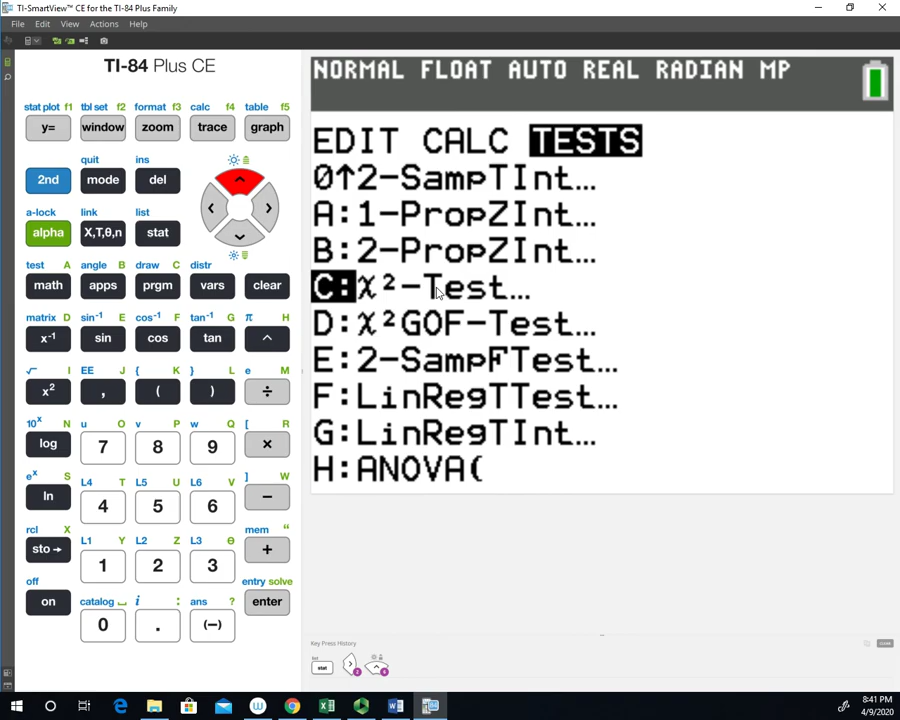 TI-SmartView™ CE for the TI-84 Plus Family
File Edit View Actions Help
TI-84 Plus CE
stat plot f1 tbl set f2 format f3 calc f4 table f5
y= window zoom trace graph
quit ins
2nd mode del
a-lock link list
alpha X,T,θ,n stat
test A angle B draw C distr
math apps prgm vars clear
matrix D sin⁻¹ E cos⁻¹ F tan⁻¹ G π H
x⁻¹ sin cos tan ^
√ I EE J { K } L e M
x² , ( ) ÷
10ˣ N u O v P w Q [ R
log 7 8 9 ×
eˣ S L4 T L5 U L6 V ] W
ln 4 5 6 −
rcl X L1 Y L2 Z L3 θ mem "
sto→ 1 2 3 +
off catalog i : ans ? entry solve
on 0 . (−) enter
NORMAL FLOAT AUTO REAL RADIAN MP
EDIT CALC TESTS
0↑2-SampTInt...
A:1-PropZInt...
B:2-PropZInt...
C:χ²-Test...
D:χ²GOF-Test...
E:2-SampFTest...
F:LinRegTTest...
G:LinRegTInt...
H:ANOVA(
Key Press History
stat
8:41 PM
4/9/2020